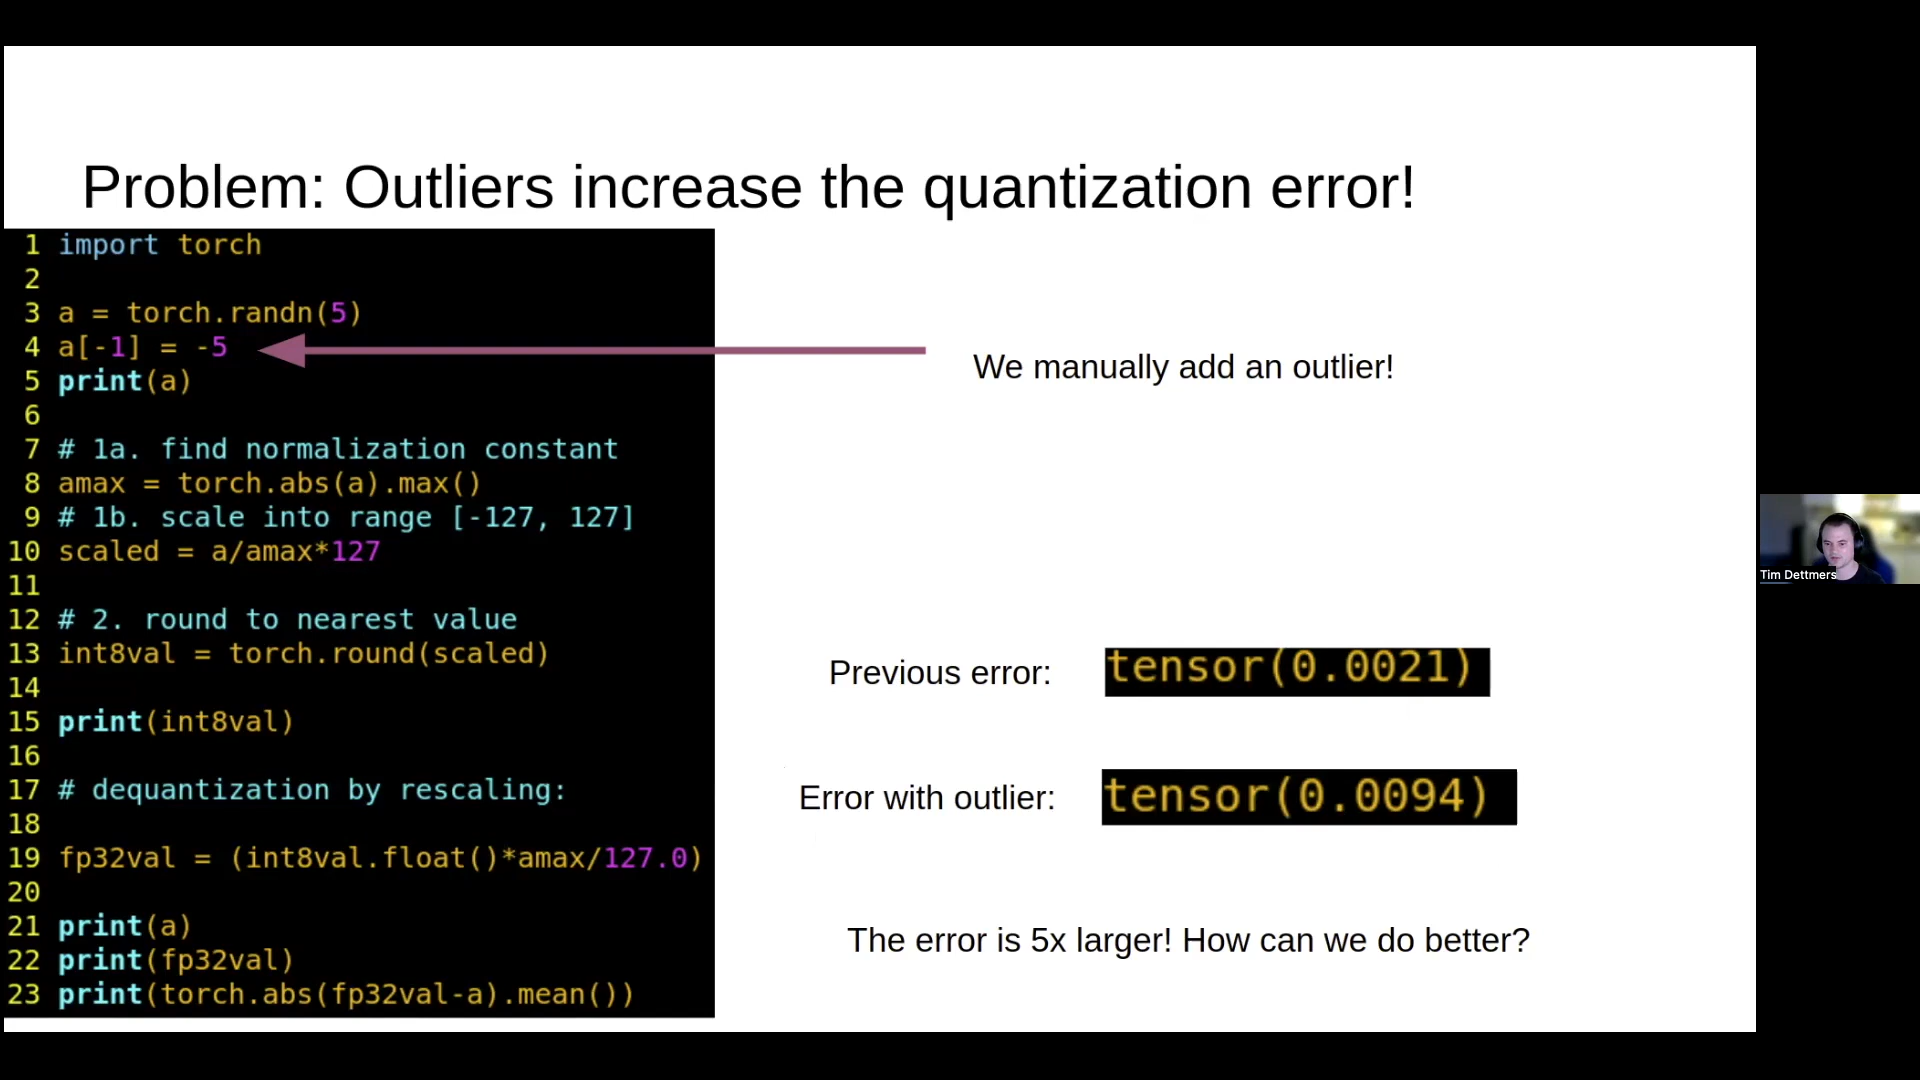 Problem: Outliers increase the quantization error!
1 import torch
2
3 a = torch.randn(5)
4 a[-1] = -5
5 print(a)
6
7 # 1a. find normalization constant
8 amax = torch.abs(a).max()
9 # 1b. scale into range [-127, 127]
10 scaled = a/amax*127
11
12 # 2. round to nearest value
13 int8val = torch.round(scaled)
14
15 print(int8val)
16
17 # dequantization by rescaling:
18
19 fp32val = (int8val.float()*amax/127.0)
20
21 print(a)
22 print(fp32val)
23 print(torch.abs(fp32val-a).mean())
We manually add an outlier!
Previous error: tensor(0.0021)
Error with outlier: tensor(0.0094)
The error is 5x larger! How can we do better?
Tim Dettmers